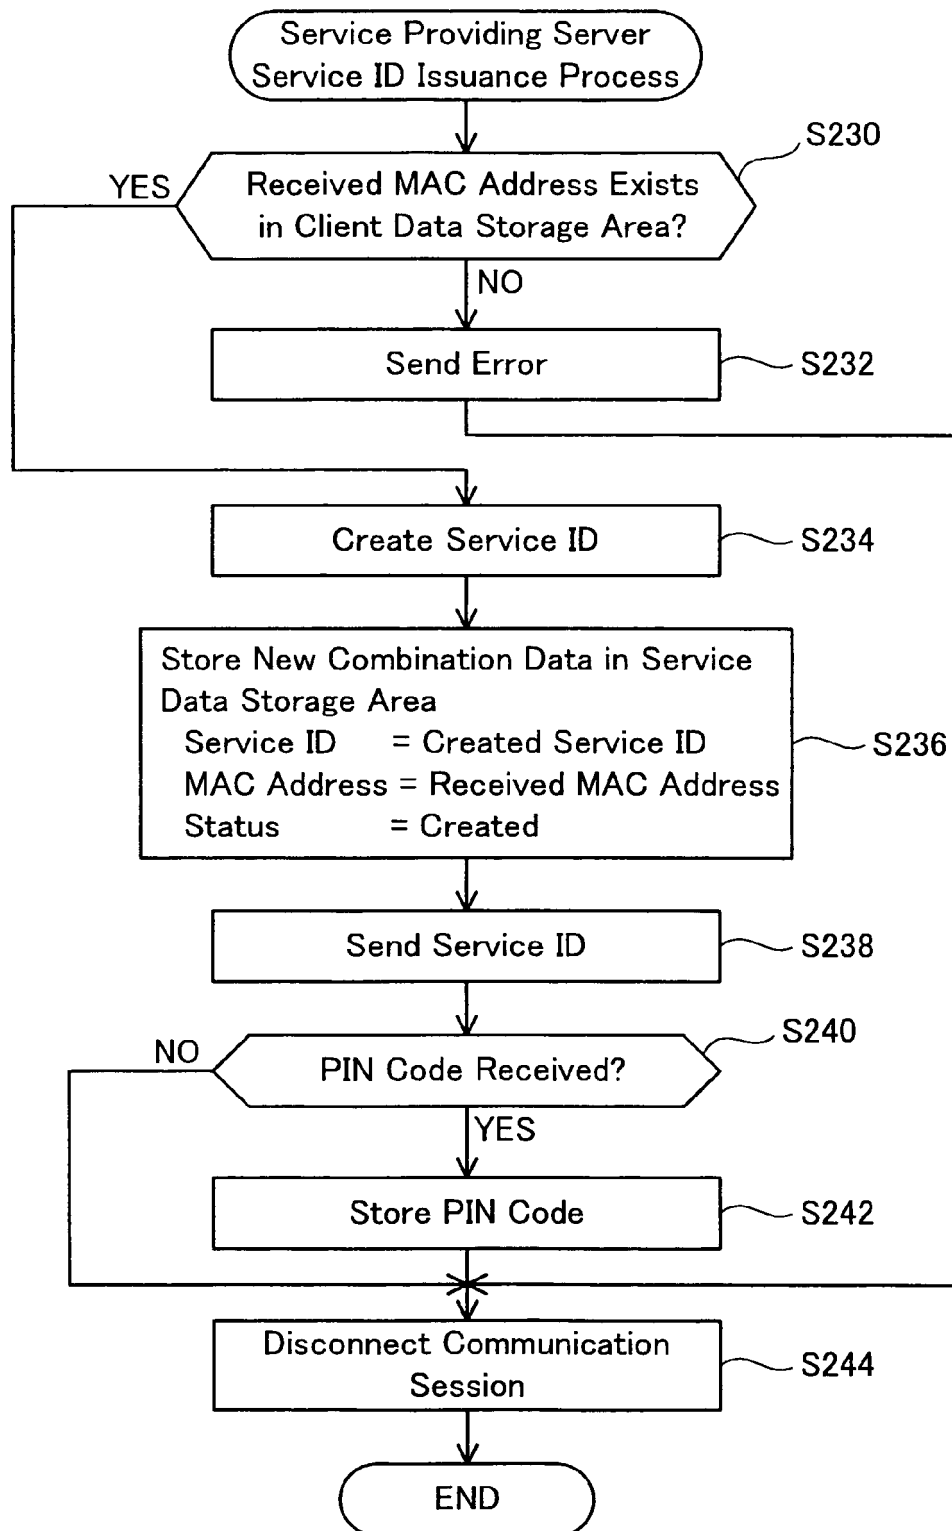 Service Providing Server
Service ID Issuance Process
S230
YES
Received MAC Address Exists
in Client Data Storage Area?
NO
Send Error
S232
Create Service ID
S234
Store New Combination Data in Service
Data Storage Area
Service ID = Created Service ID
MAC Address = Received MAC Address
Status = Created
S236
Send Service ID
S238
S240
NO
PIN Code Received?
YES
Store PIN Code
S242
Disconnect Communication
Session
S244
END